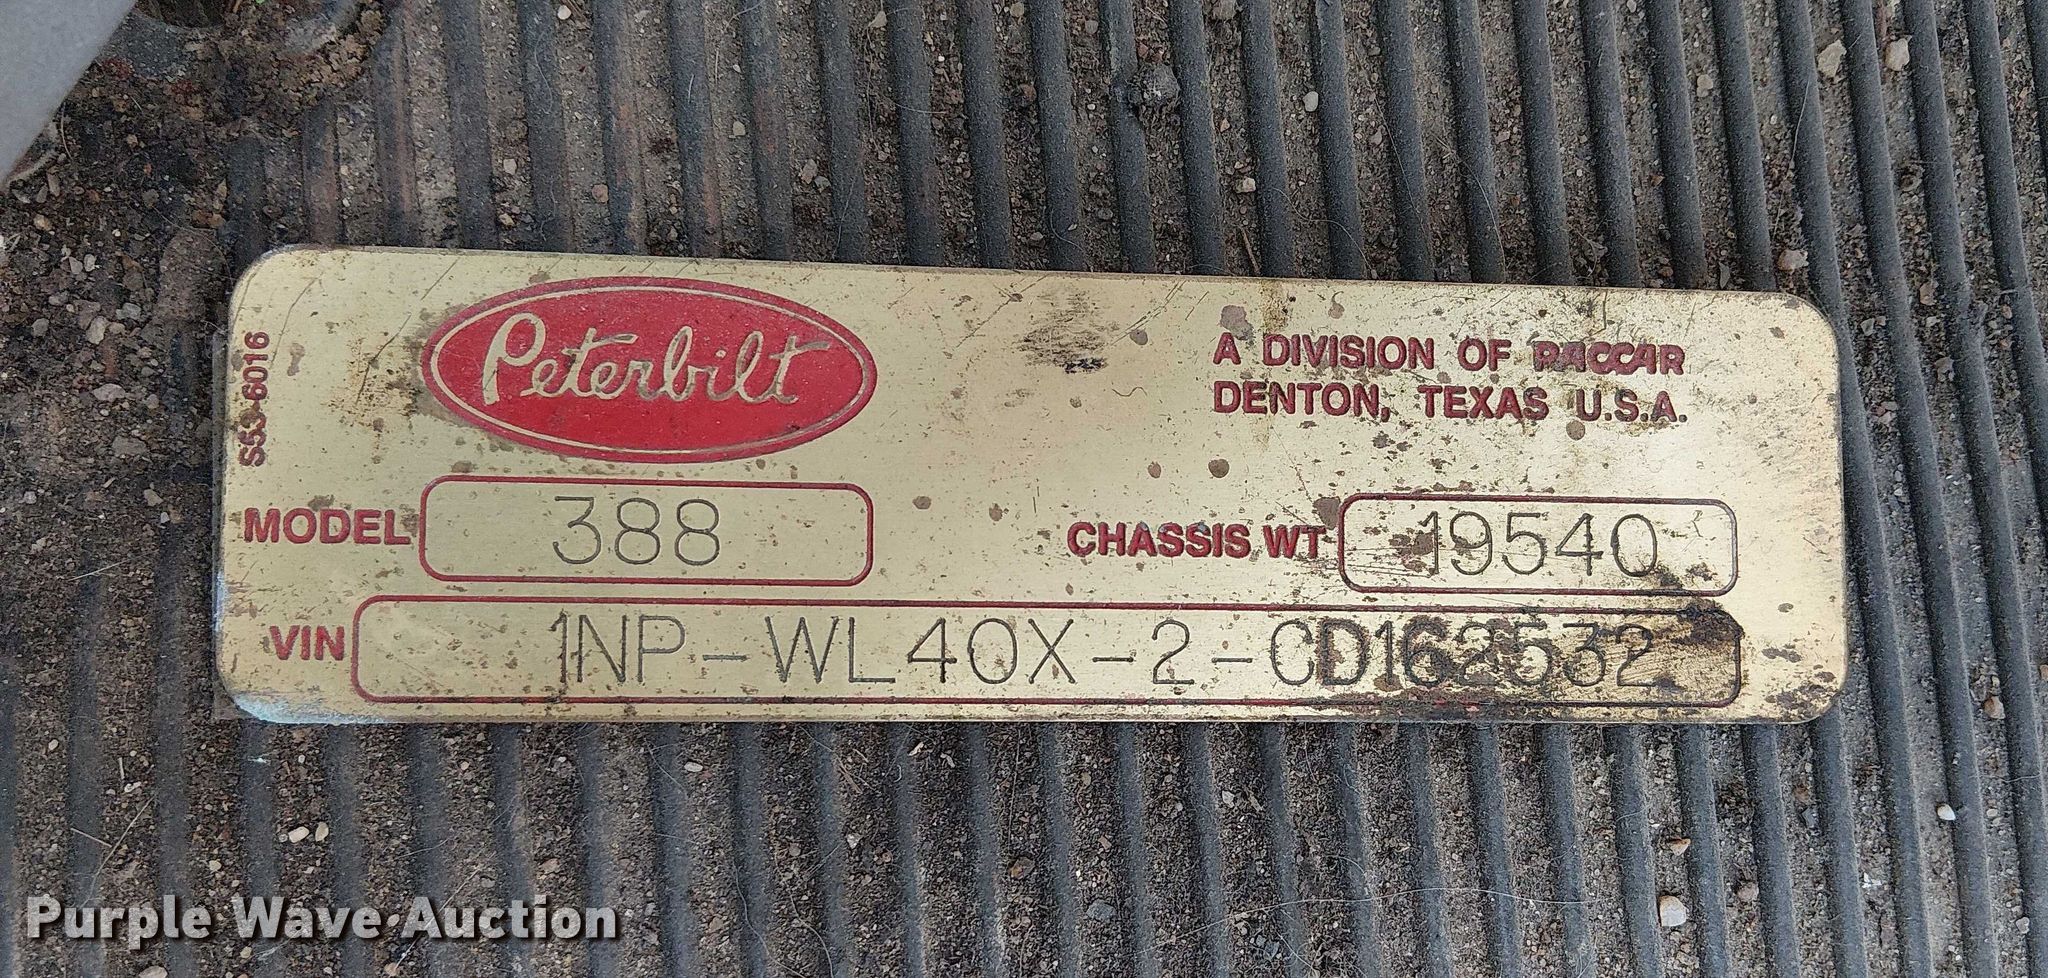 S53-6016
Peterbilt
A DIVISION OF PACCAR
DENTON, TEXAS U.S.A.
MODEL 388
CHASSIS WT 19540
VIN 1NP-WL40X-2-CD162532
Purple Wave Auction